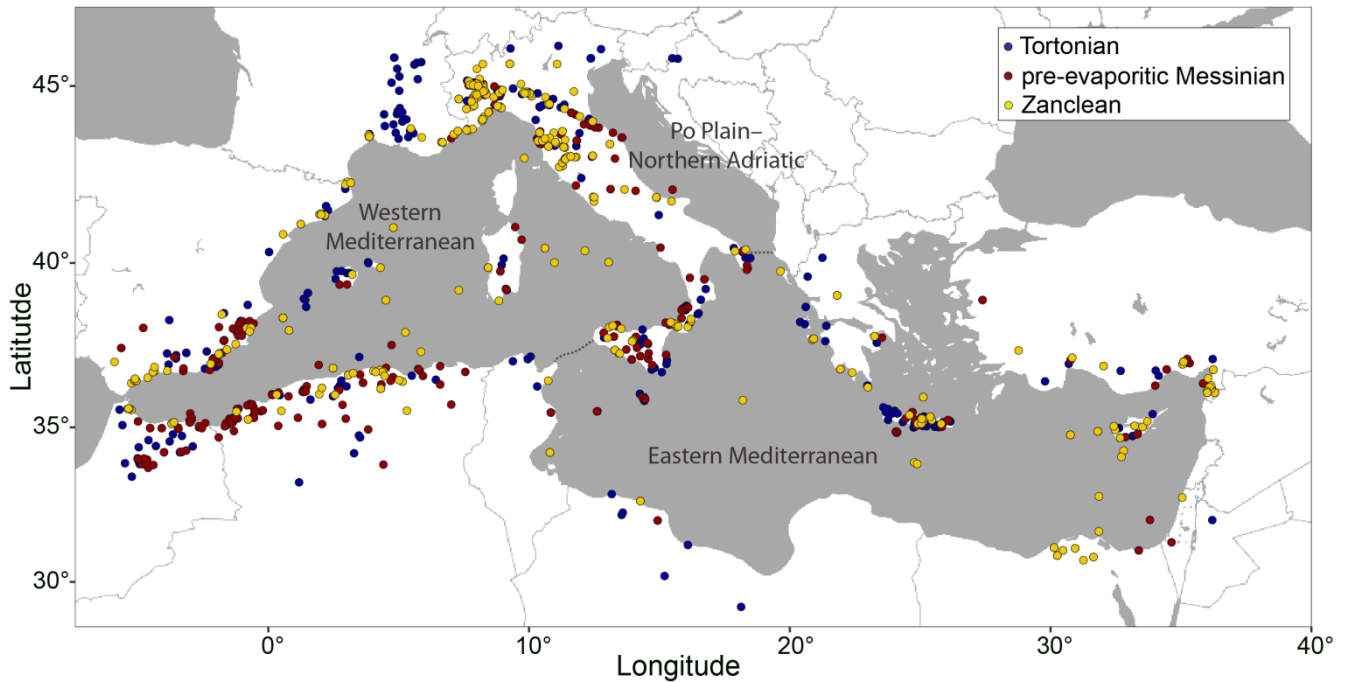 Tortonian
pre-evaporitic Messinian
Zanclean
45°
40°
35°
30°
Latitutde
Po Plain–
Northern Adriatic
Western
Mediterranean
Eastern Mediterranean
0°
10°
20°
30°
40°
Longitude